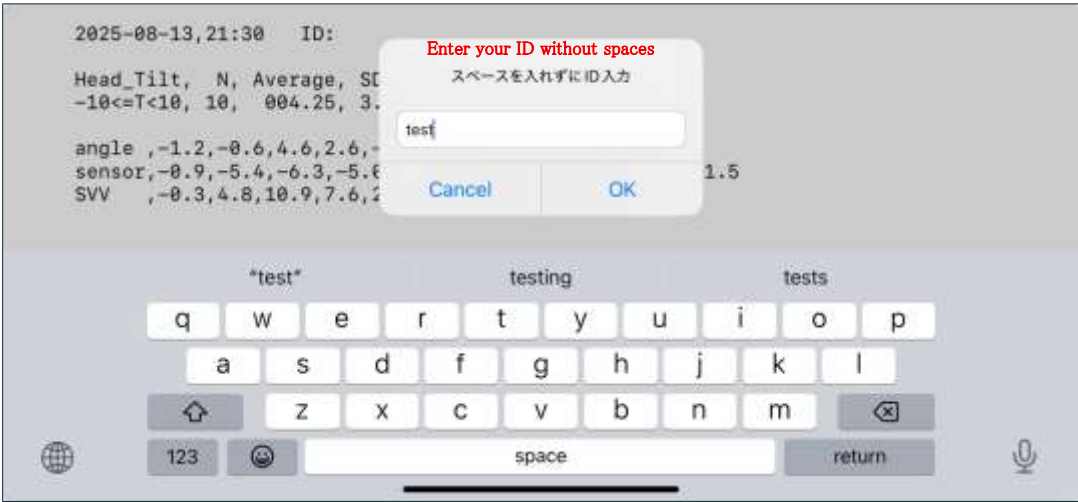 2025-08-13,21:30 ID:
Enter your ID without spaces
スペースを入れずにID入力
Head_Tilt, N, Average, SD
-10<=T<10, 10, 004.25, 3.
test
angle ,-1.2,-0.6,4.6,2.6,-
sensor,-0.9,-5.4,-6.3,-5.
1.5
SVV ,-0.3,4.8,10.9,7.6,2
Cancel OK
"test" testing tests
q w e r t y u i o p
a s d f g h j k l
z x c v b n m
123 space return